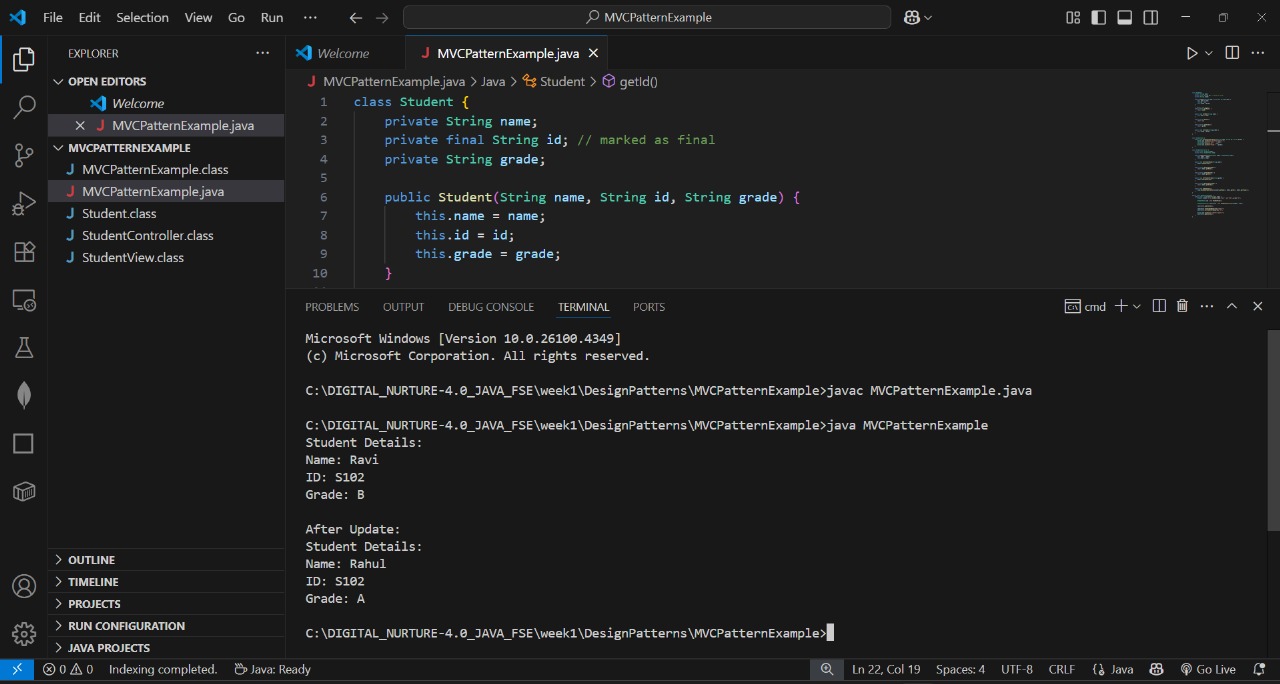 File Edit Selection View Go Run ··· MVCPatternExample
EXPLORER ···
OPEN EDITORS
Welcome
MVCPatternExample.java
MVCPATTERNEXAMPLE
MVCPatternExample.class
MVCPatternExample.java
Student.class
StudentController.class
StudentView.class
OUTLINE
TIMELINE
PROJECTS
RUN CONFIGURATION
JAVA PROJECTS
Welcome MVCPatternExample.java
MVCPatternExample.java > Java > Student > getId()
1 class Student {
2 private String name;
3 private final String id; // marked as final
4 private String grade;
5
6 public Student(String name, String id, String grade) {
7 this.name = name;
8 this.id = id;
9 this.grade = grade;
10 }
PROBLEMS OUTPUT DEBUG CONSOLE TERMINAL PORTS cmd
Microsoft Windows [Version 10.0.26100.4349]
(c) Microsoft Corporation. All rights reserved.
C:\DIGITAL_NURTURE-4.0_JAVA_FSE\week1\DesignPatterns\MVCPatternExample>javac MVCPatternExample.java
C:\DIGITAL_NURTURE-4.0_JAVA_FSE\week1\DesignPatterns\MVCPatternExample>java MVCPatternExample
Student Details:
Name: Ravi
ID: S102
Grade: B
After Update:
Student Details:
Name: Rahul
ID: S102
Grade: A
C:\DIGITAL_NURTURE-4.0_JAVA_FSE\week1\DesignPatterns\MVCPatternExample>
0 0 Indexing completed. Java: Ready Ln 22, Col 19 Spaces: 4 UTF-8 CRLF {} Java Go Live